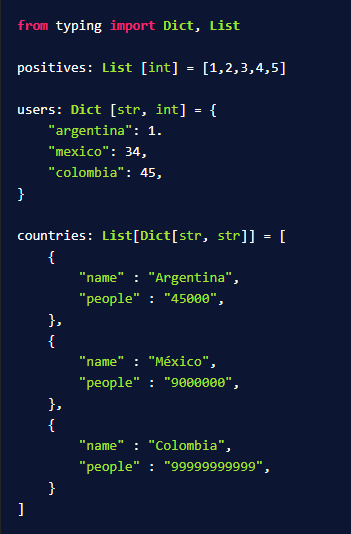 from typing import Dict, List
positives: List [int] = [1,2,3,4,5]
users: Dict [str, int] = {
"argentina": 1.
"mexico": 34,
"colombia": 45,
}
countries: List[Dict[str, str]] = [
{
"name" : "Argentina",
"people" : "45000",
},
{
"name" : "México",
"people" : "9000000",
},
{
"name" : "Colombia",
"people" : "99999999999",
}
]